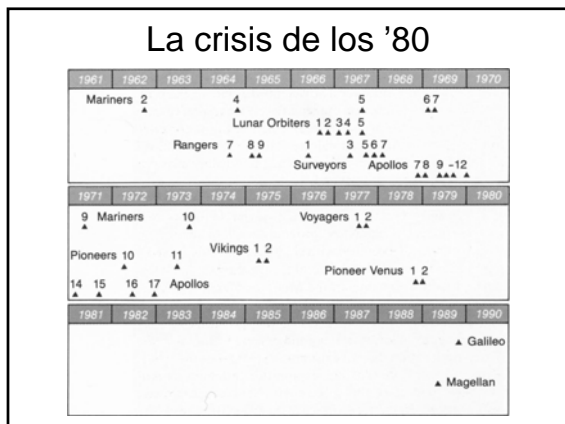 La crisis de los ’80
1961 1962 1963 1964 1965 1966 1967 1968 1969 1970
Mariners 2 4 5 6 7
Lunar Orbiters 1 2 3 4 5
Rangers 7 8 9 1 3 5 6 7
Surveyors Apollos 7 8 9 -12
1971 1972 1973 1974 1975 1976 1977 1978 1979 1980
9 Mariners 10 Voyagers 1 2
Pioneers 10 11 Vikings 1 2
Pioneer Venus 1 2
14 15 16 17 Apollos
1981 1982 1983 1984 1985 1986 1987 1988 1989 1990
Galileo
Magellan